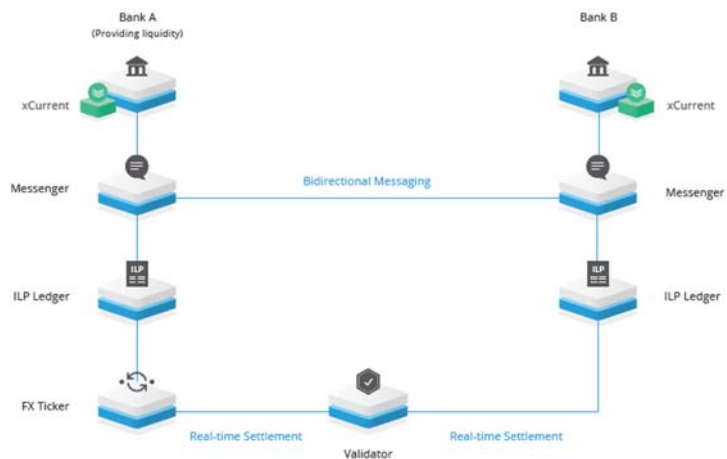 Bank A
(Providing liquidity)
Bank B
xCurrent
xCurrent
Messenger
Bidirectional Messaging
Messenger
ILP
ILP
ILP Ledger
ILP Ledger
FX Ticker
Real-time Settlement
Real-time Settlement
Validator